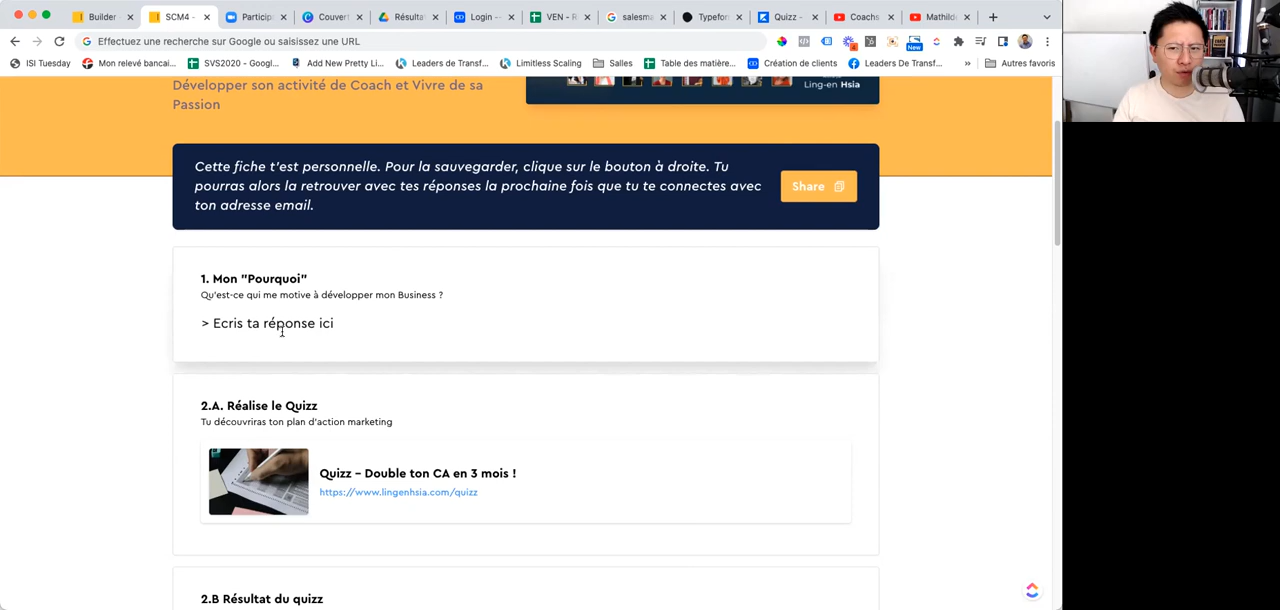 Builder -
SCM4 -
Particip
Couvert
Résultat
Login —
VEN - R
salesma
Typeform
Quizz -
Coachs
Mathild
Effectuez une recherche sur Google ou saisissez une URL
4
New
ISI Tuesday
Mon relevé bancai...
SVS2020 - Googl...
Add New Pretty Li...
Leaders de Transf...
Limitless Scaling
Salles
Table des matière...
Création de clients
Leaders De Transf...
»
Autres favoris
Développer son activité de Coach et Vivre de sa
Passion
Ling-en Hsia
Cette fiche t'est personnelle. Pour la sauvegarder, clique sur le bouton à droite. Tu
pourras alors la retrouver avec tes réponses la prochaine fois que tu te connectes avec
ton adresse email.
Share
1. Mon "Pourquoi"
Qu'est-ce qui me motive à développer mon Business ?
> Ecris ta réponse ici
2.A. Réalise le Quizz
Tu découvriras ton plan d'action marketing
Quizz - Double ton CA en 3 mois !
https://www.lingenhsia.com/quizz
2.B Résultat du quizz